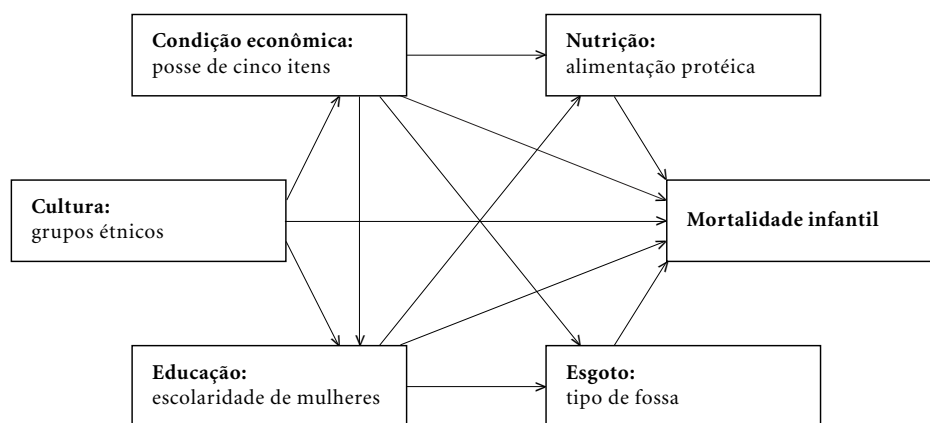 Condição econômica:
posse de cinco itens
Nutrição:
alimentação protéica
Cultura:
grupos étnicos
Mortalidade infantil
Educação:
escolaridade de mulheres
Esgoto:
tipo de fossa